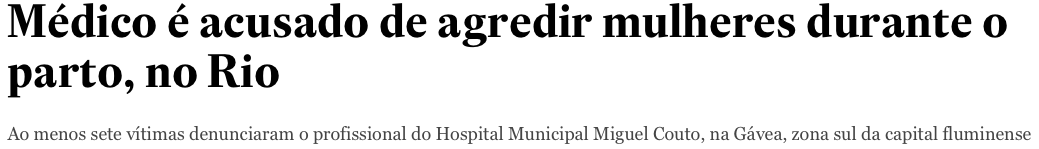 Médico é acusado de agredir mulheres durante o
parto, no Rio
Ao menos sete vítimas denunciaram o profissional do Hospital Municipal Miguel Couto, na Gávea, zona sul da capital fluminense